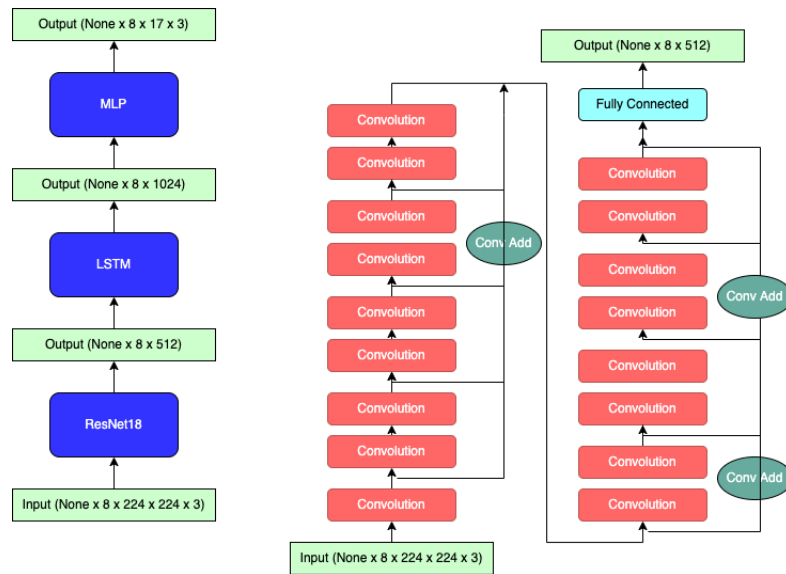 Output (None x 8 x 17 x 3)
MLP
Output (None x 8 x 1024)
LSTM
Output (None x 8 x 512)
ResNet18
Input (None x 8 x 224 x 224 x 3)
Convolution
Convolution
Convolution
Convolution
Conv Add
Convolution
Convolution
Convolution
Convolution
Convolution
Input (None x 8 x 224 x 224 x 3)
Output (None x 8 x 512)
Fully Connected
Convolution
Convolution
Convolution
Conv Add
Convolution
Convolution
Convolution
Convolution
Conv Add
Convolution